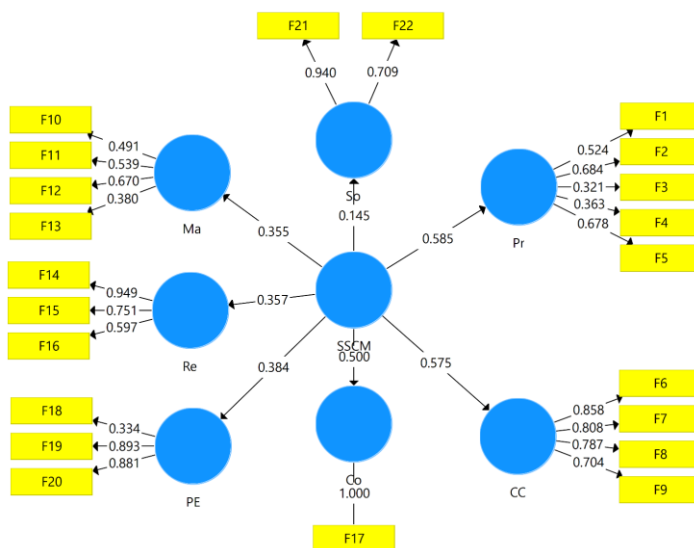 F21 F22
0.940 0.709
Sp
F10
F11
F12
F13
0.491
0.539
0.670
0.380
Ma
F1
F2
F3
F4
F5
0.524
0.684
0.321
0.363
0.678
Pr
0.355
0.145
0.585
F14
F15
F16
0.949
0.751
0.597
Re
0.357
SSCM
0.384
0.500
0.575
F18
F19
F20
0.334
0.893
0.881
PE
Co
1.000
F17
F6
F7
F8
F9
0.858
0.808
0.787
0.704
CC